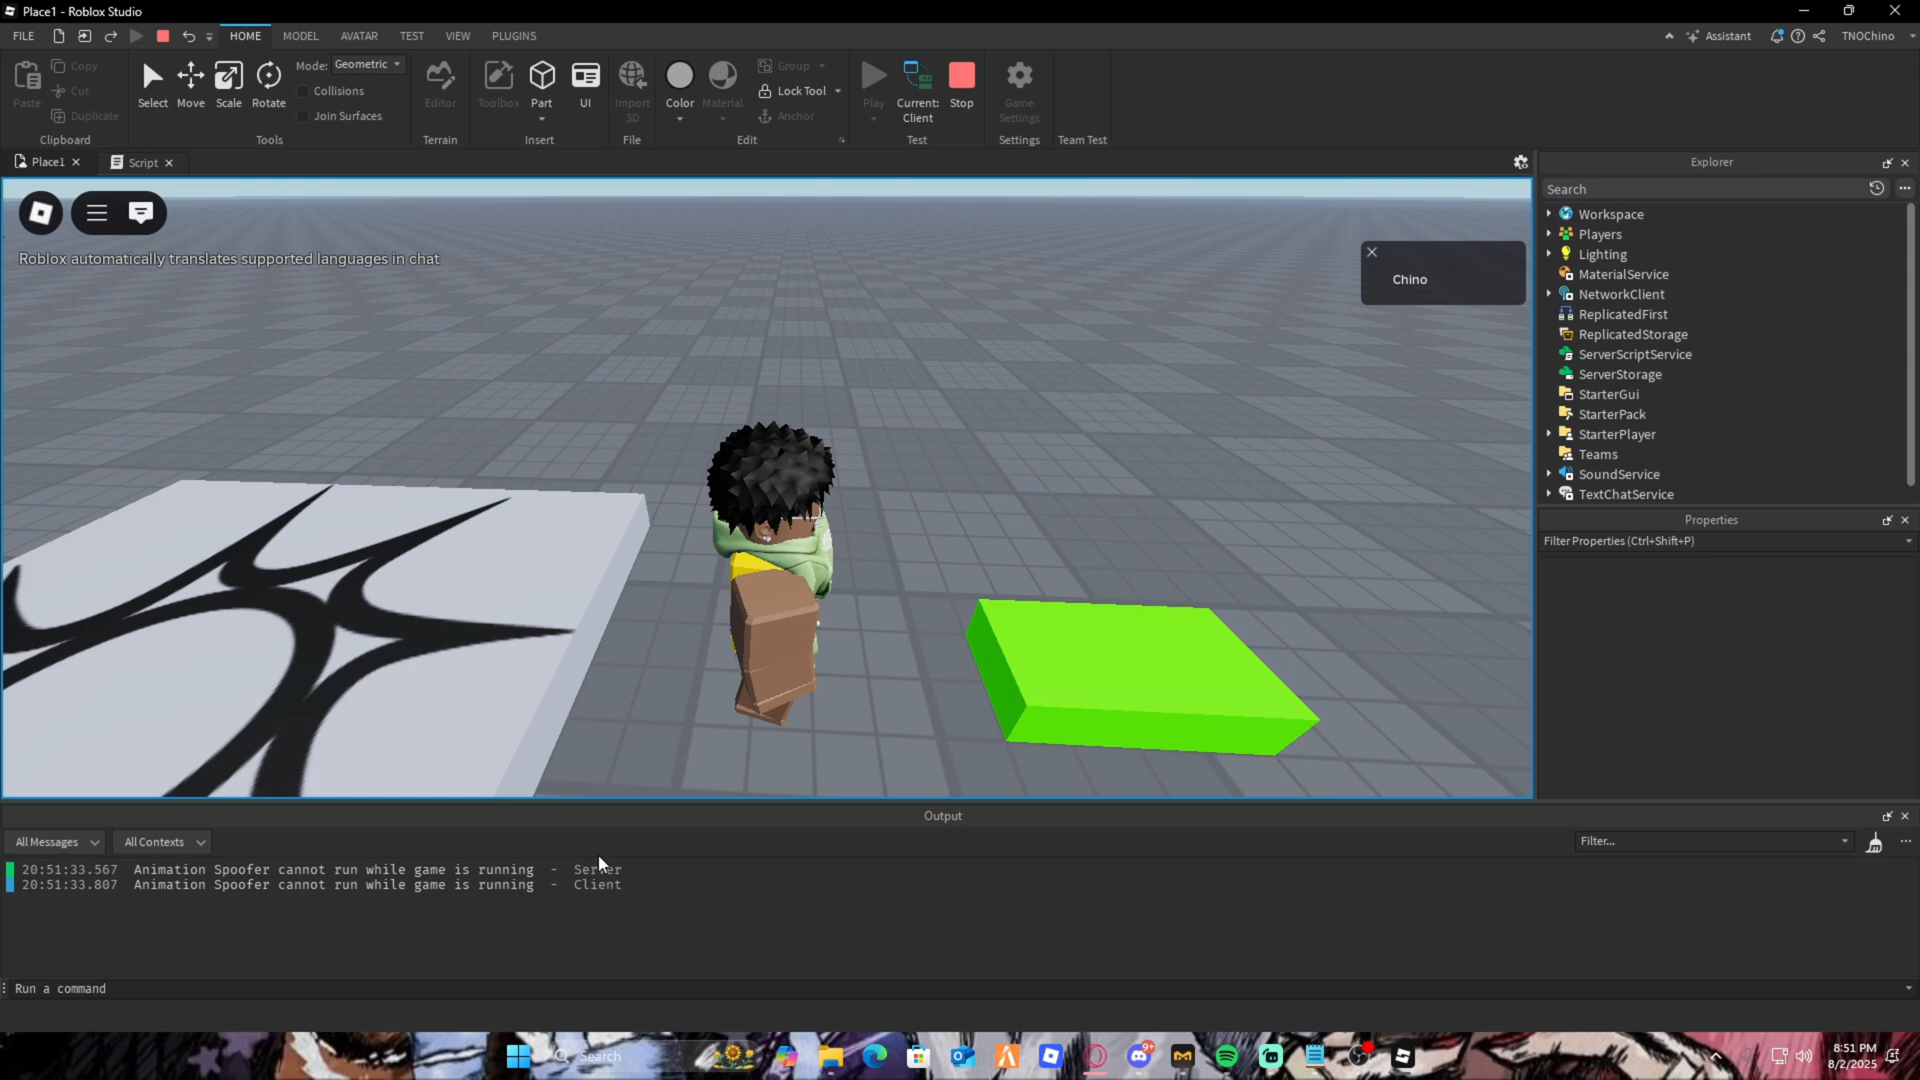 Place1 - Roblox Studio
FILE
HOME
MODEL
AVATAR
TEST
VIEW
PLUGINS
Assistant
TNOChino
Paste
Copy
Cut
Duplicate
Clipboard
Select
Move
Scale
Rotate
Mode: Geometric
Collisions
Join Surfaces
Tools
Editor
Terrain
Toolbox
Part
UI
Insert
Import
3D
File
Color
Material
Group
Lock Tool
Anchor
Edit
Play
Current:
Client
Stop
Test
Game
Settings
Settings
Team Test
Place1
Script
Roblox automatically translates supported languages in chat
Chino
Explorer
Search
Workspace
Players
Lighting
MaterialService
NetworkClient
ReplicatedFirst
ReplicatedStorage
ServerScriptService
ServerStorage
StarterGui
StarterPack
StarterPlayer
Teams
SoundService
TextChatService
Properties
Filter Properties (Ctrl+Shift+P)
Output
All Messages
All Contexts
Filter...
20:51:33.567 Animation Spoofer cannot run while game is running - Server
20:51:33.807 Animation Spoofer cannot run while game is running - Client
Run a command
Search
9+
8:51 PM
8/2/2025